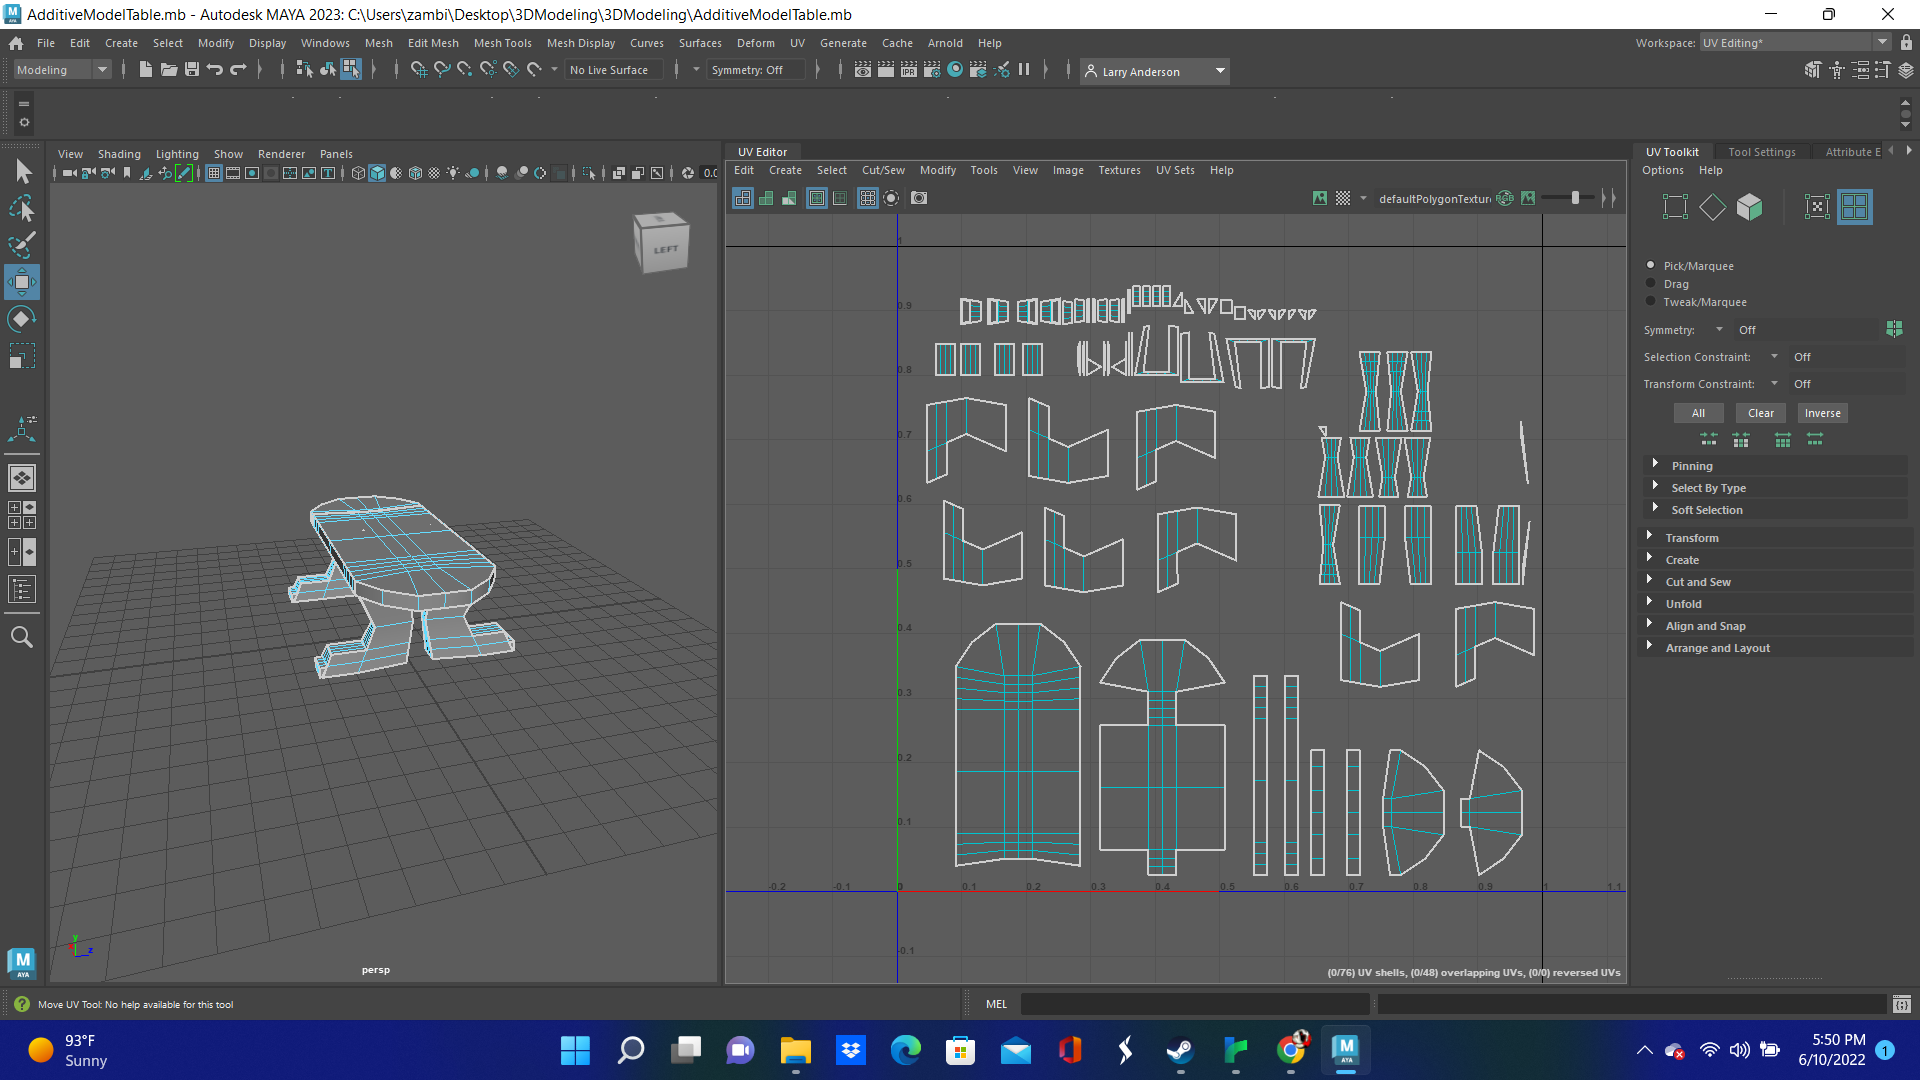 AdditiveModelTable.mb - Autodesk MAYA 2023: C:\Users\zambi\Desktop\3DModeling\3DModeling\AdditiveModelTable.mb
File Edit Create Select Modify Display Windows Mesh Edit Mesh Mesh Tools Mesh Display Curves Surfaces Deform UV Generate Cache Arnold Help
Workspace: UV Editing*
Modeling
No Live Surface
Symmetry: Off
IPR
Larry Anderson
View Shading Lighting Show Renderer Panels
0.0
LEFT
persp
y
z
UV Editor
Edit Create Select Cut/Sew Modify Tools View Image Textures UV Sets Help
defaultPolygonTextur
RGB
1
0.9
0.8
0.7
0.6
0.5
0.4
0.3
0.2
0.1
-0.2 -0.1 0 0.1 0.2 0.3 0.4 0.5 0.6 0.7 0.8 0.9 1 1.1
-0.1
(0/76) UV shells, (0/48) overlapping UVs, (0/0) reversed UVs
UV Toolkit Tool Settings Attribute E
Options Help
Pick/Marquee
Drag
Tweak/Marquee
Symmetry: Off
Selection Constraint: Off
Transform Constraint: Off
All Clear Inverse
Pinning
Select By Type
Soft Selection
Transform
Create
Cut and Sew
Unfold
Align and Snap
Arrange and Layout
M
AYA
Move UV Tool: No help available for this tool
MEL
93°F
Sunny
M
AYA
5:50 PM
6/10/2022
1